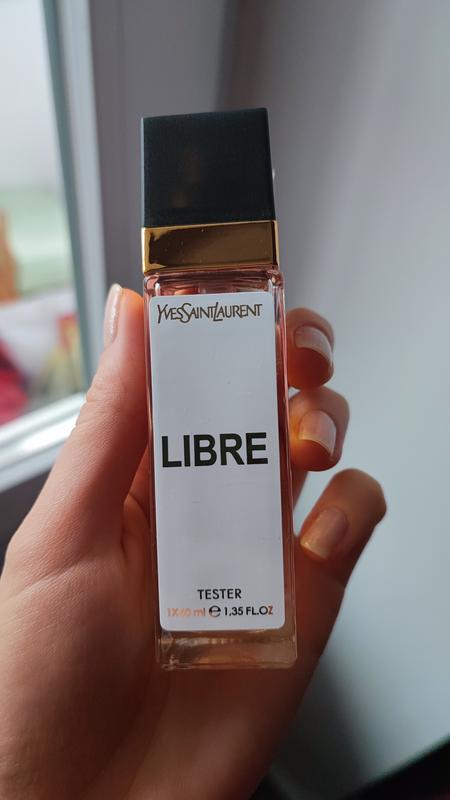 YVESSAINTLAURENT
LIBRE
TESTER
1X40 ml ℮ 1,35 FL.OZ